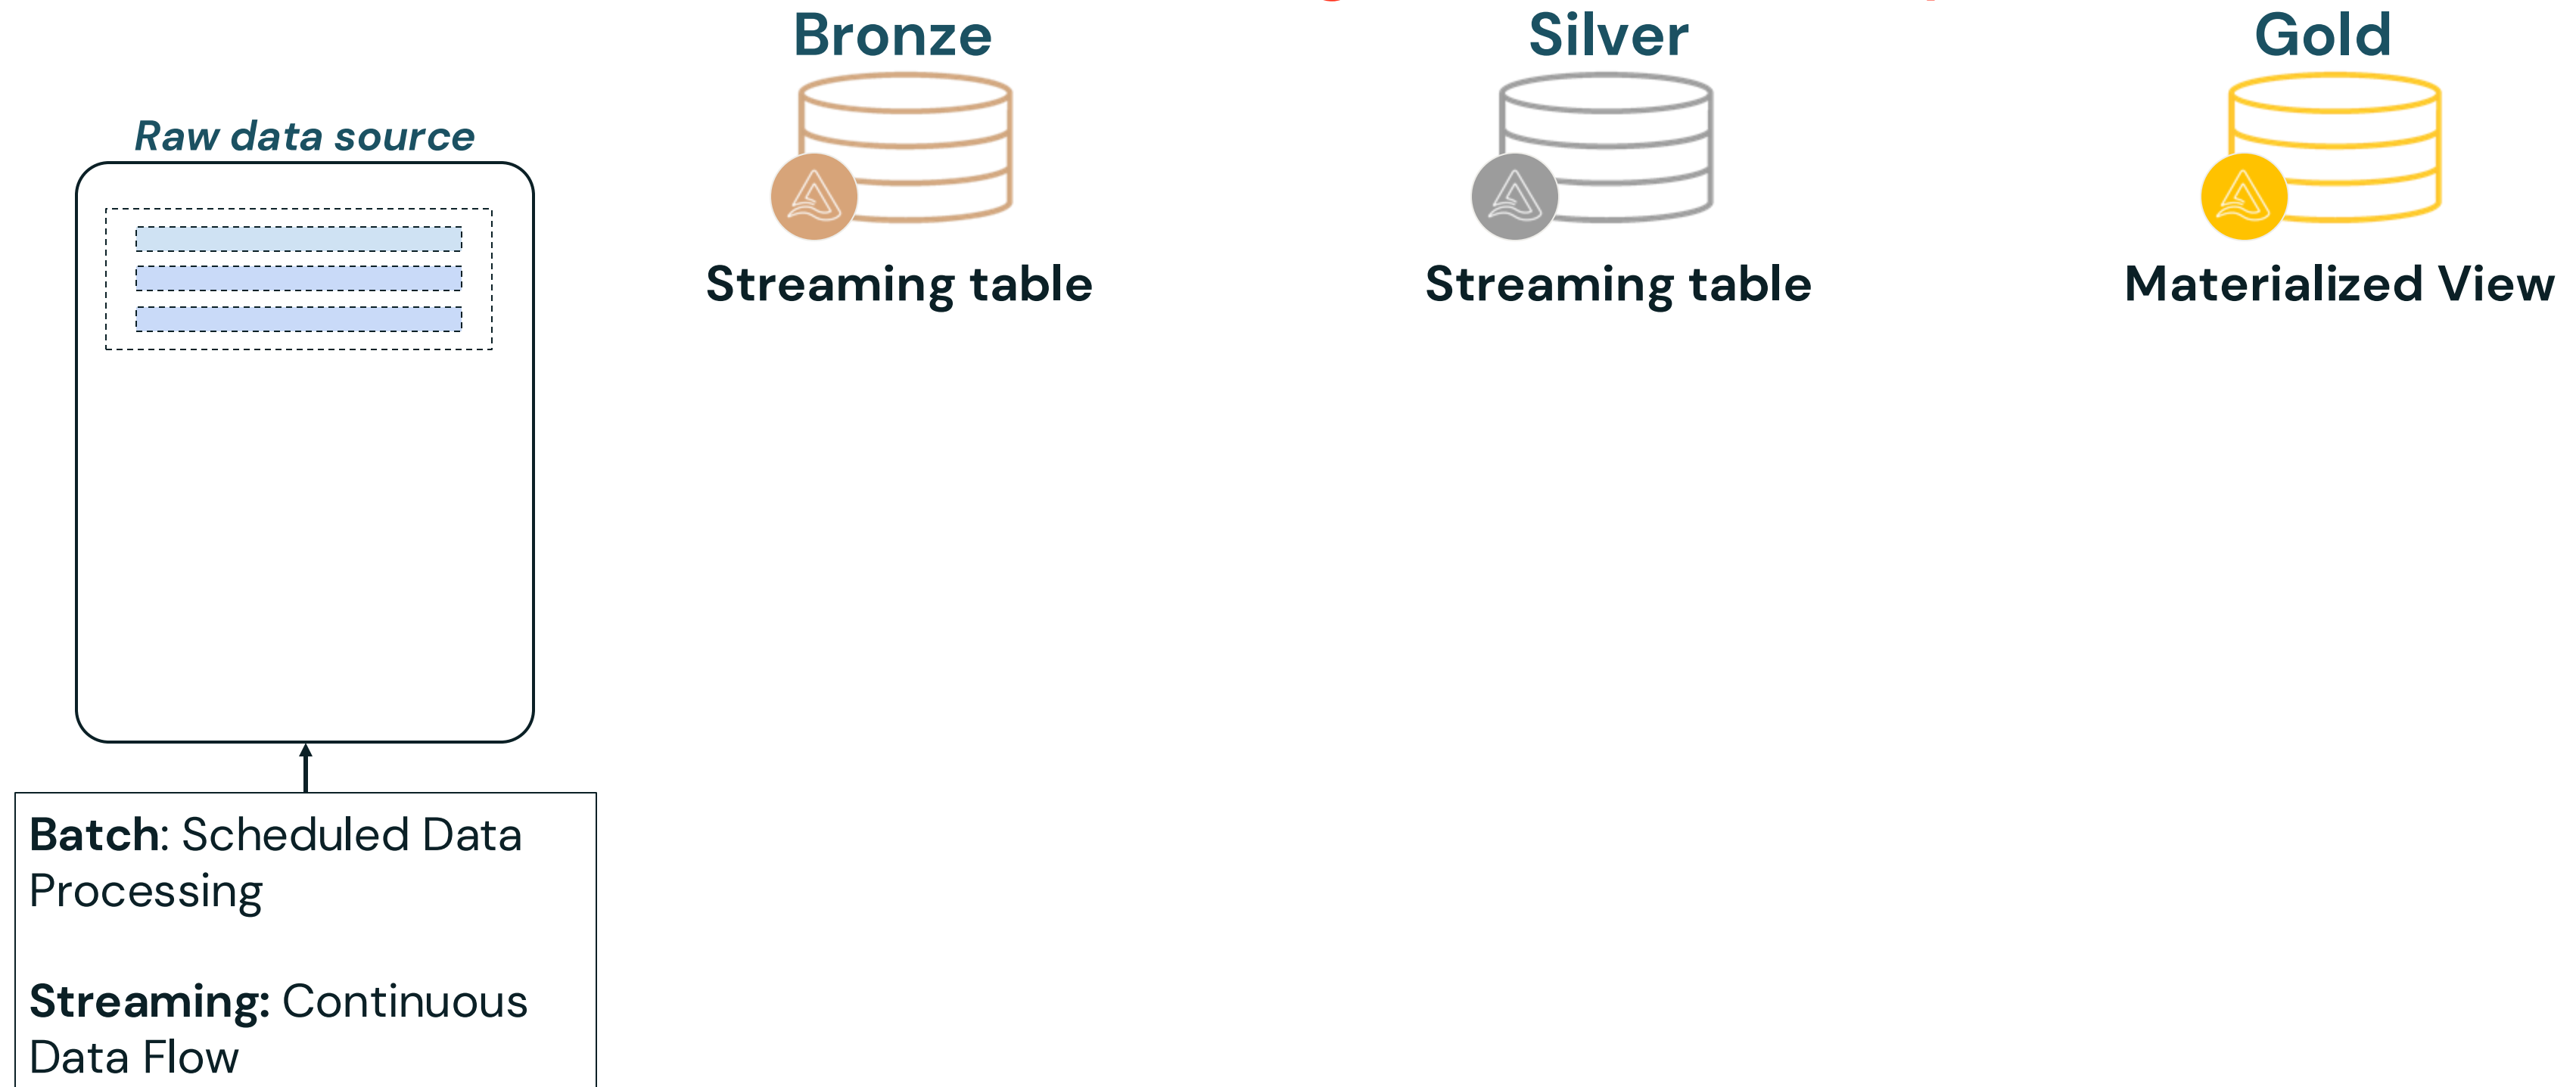 Bronze
Silver
Gold
Raw data source
Streaming table
Streaming table
Materialized View
Batch: Scheduled Data
Processing
Streaming: Continuous
Data Flow